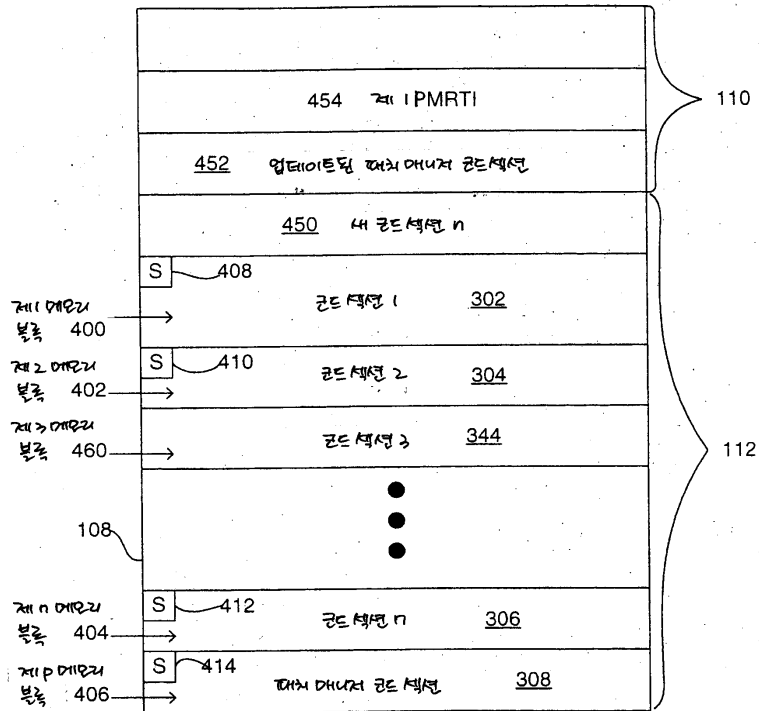 454 제 1 PMRTI
110
452 업데이트된 패치 매니저 코드섹션
450 새 코드섹션 n
S 408
제1 메모리
블록 400
코드 섹션 1 302
S 410
제2 메모리
블록 402
코드 섹션 2 304
제3 메모리
블록 460
코드 섹션 3 344
112
108
S 412
제n 메모리
블록 404
코드 섹션 n 306
S 414
제p 메모리
블록 406
패치 매니저 코드 섹션 308